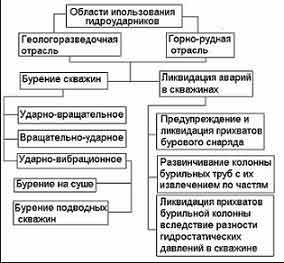 Области ипользования
гидроударников
Геологоразведочная
отрасль
Горно-рудная
отрасль
Бурение скважин
Ликвидация аварий
в скважинах
Ударно-вращательное
Вращательно-ударное
Ударно-вибрационное
Бурение на суше
Бурение подводных
скважин
Предупреждение и
ликвидация прихватов
бурового снаряда
Развинчивание колонны
бурильных труб с их
извлечением по частям
Ликвидация прихватов
бурильной колонны
вследствие разности
гидростатических
давлений в скважине